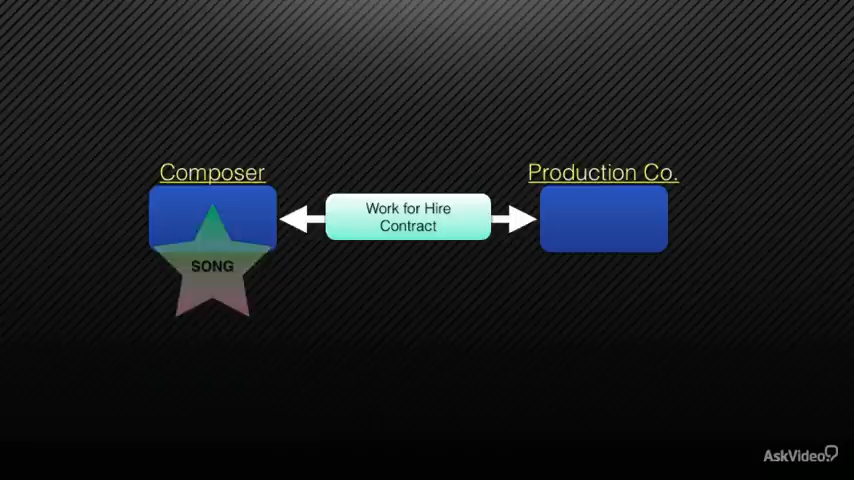 Composer
Production Co.
Work for Hire
Contract
SONG
AskVideo